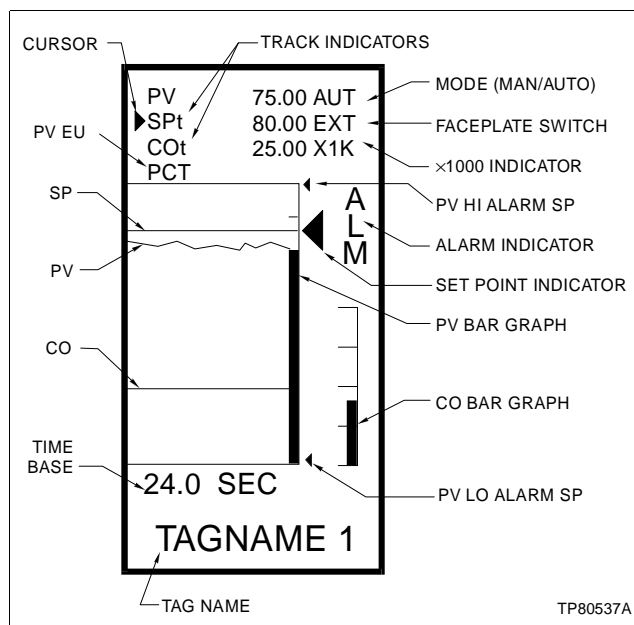 CURSOR
TRACK INDICATORS
PV 75.00 AUT
SPt 80.00 EXT
COt 25.00 X1K
PCT
MODE (MAN/AUTO)
FACEPLATE SWITCH
×1000 INDICATOR
PV EU
SP
PV
CO
TIME
BASE
A
L
M
PV HI ALARM SP
ALARM INDICATOR
SET POINT INDICATOR
PV BAR GRAPH
CO BAR GRAPH
PV LO ALARM SP
24.0 SEC
TAGNAME 1
TAG NAME
TP80537A